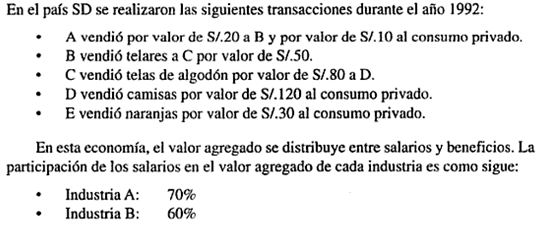 En el país SD se realizaron las siguientes transacciones durante el año 1992:
• A vendió por valor de S/.20 a B y por valor de S/.10 al consumo privado.
• B vendió telares a C por valor de S/.50.
• C vendió telas de algodón por valor de S/.80 a D.
• D vendió camisas por valor de S/.120 al consumo privado.
• E vendió naranjas por valor de S/.30 al consumo privado.
En esta economía, el valor agregado se distribuye entre salarios y beneficios. La
participación de los salarios en el valor agregado de cada industria es como sigue:
• Industria A: 70%
• Industria B: 60%